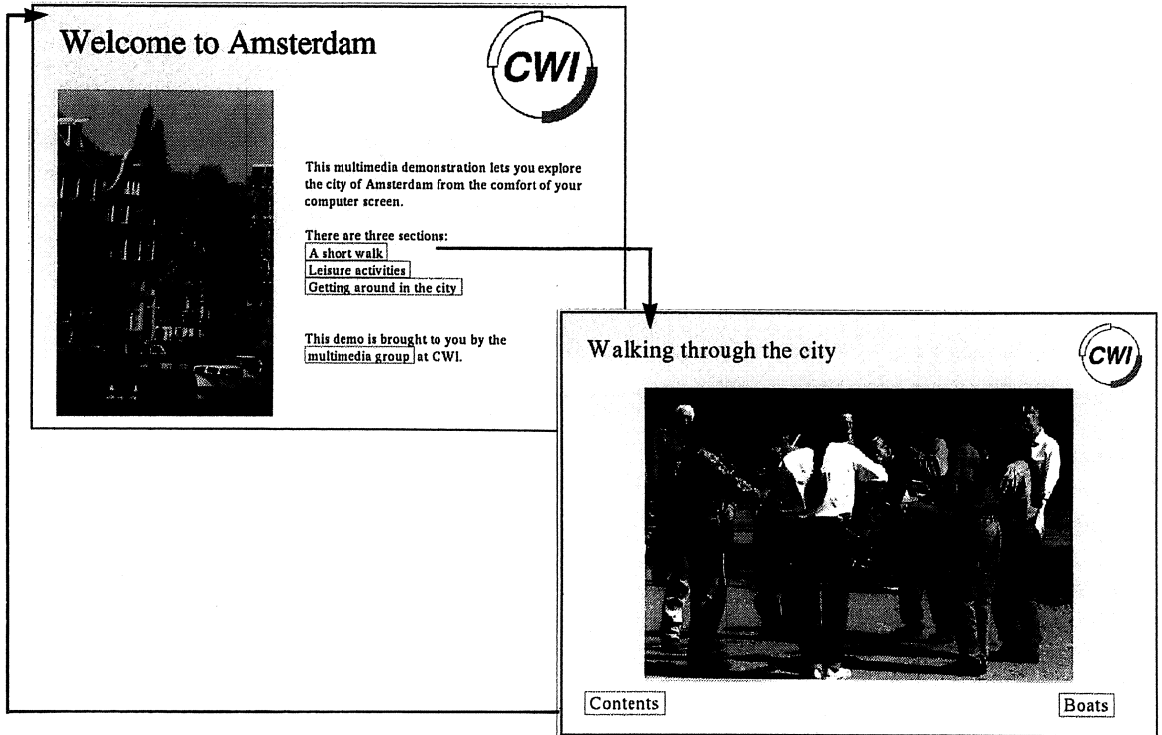 Welcome to Amsterdam
CWI
This multimedia demonstration lets you explore
the city of Amsterdam from the comfort of your
computer screen.
There are three sections:
A short walk
Leisure activities
Getting around in the city
This demo is brought to you by the
multimedia group at CWI.
Walking through the city
CWI
Contents
Boats